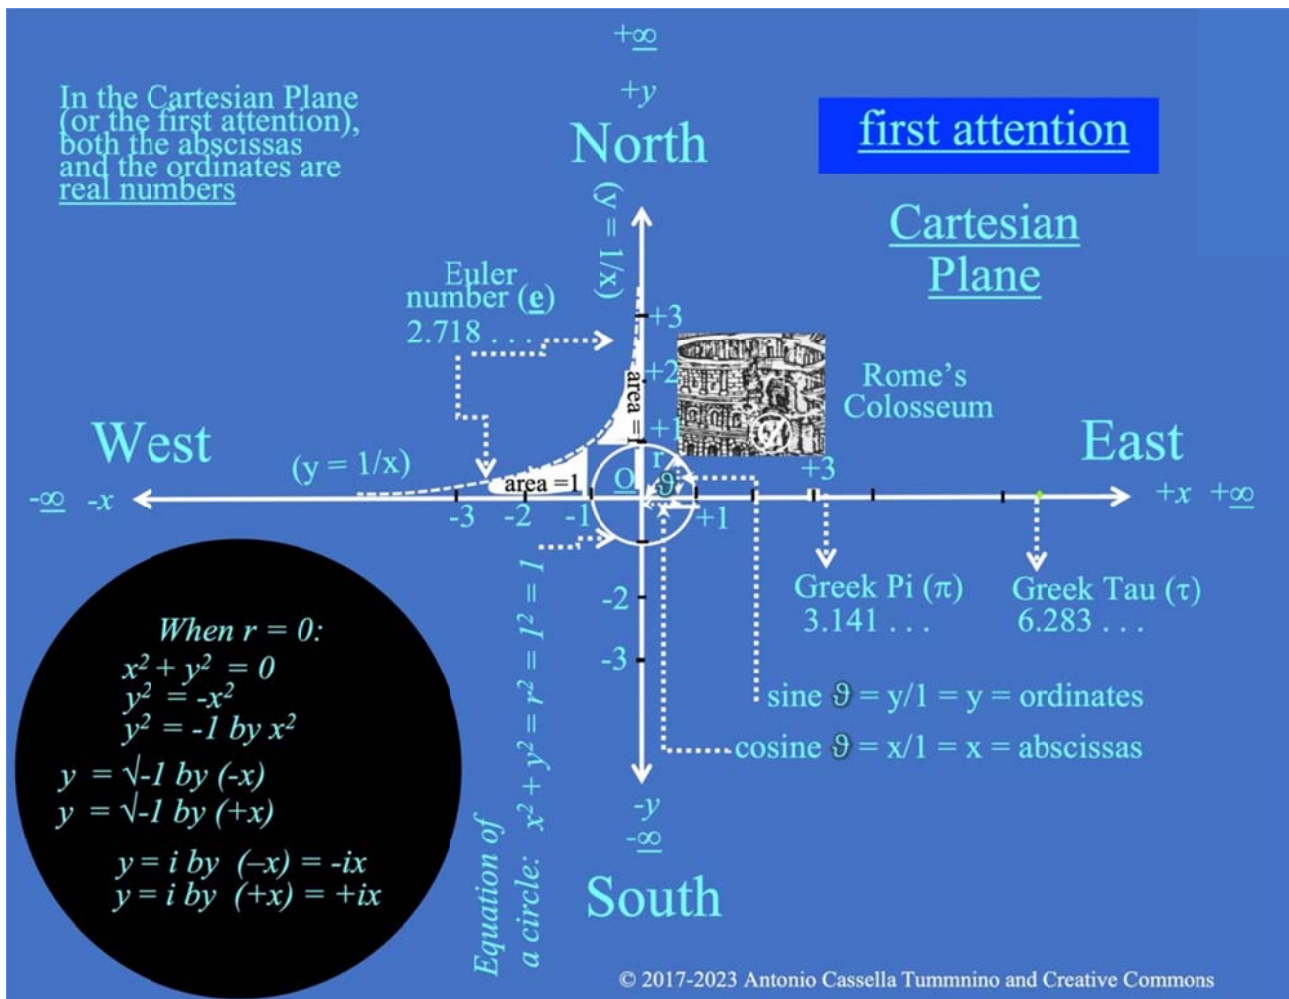 +∞
+y
North
In the Cartesian Plane
(or the first attention),
both the abscissas
and the ordinates are
real numbers
first attention
Cartesian
Plane
(y = 1/x)
Euler
number (e)
2.718 . . .
+3
+2
+1
area =1
Rome's
Colosseum
West
East
(y = 1/x)
area =1
O
r
ϑ
+3
-∞ -x
+x +∞
-3
-2
-1
+1
-2
-3
Greek Pi (π)
3.141 . . .
Greek Tau (τ)
6.283 . . .
sine ϑ = y/1 = y = ordinates
cosine ϑ = x/1 = x = abscissas
-y
-∞
South
Equation of
a circle: x² + y² = r² = 1² = 1
When r = 0:
x² + y² = 0
y² = -x²
y² = -1 by x²
y = √-1 by (-x)
y = √-1 by (+x)
y = i by (–x) = -ix
y = i by (+x) = +ix
© 2017-2023 Antonio Cassella Tummnino and Creative Commons